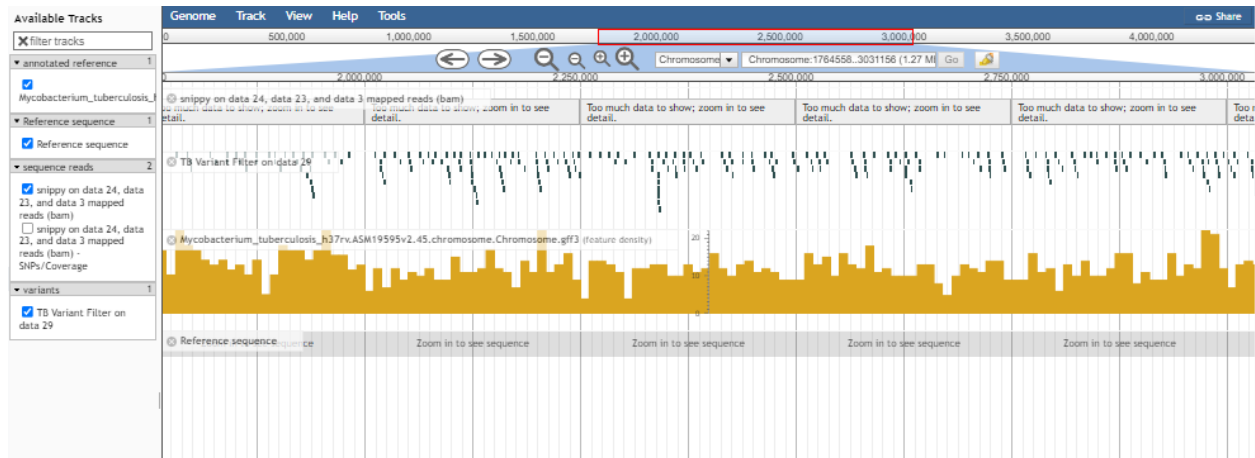 Available Tracks
filter tracks
annotated reference 1
Mycobacterium_tuberculosis_h
Reference sequence 1
Reference sequence
sequence reads 2
snippy on data 24, data
23, and data 3 mapped
reads (bam)
snippy on data 24, data
23, and data 3 mapped
reads (bam) -
SNPs/Coverage
variants 1
TB Variant Filter on
data 29
Genome Track View Help Tools Share
0 500,000 1,000,000 1,500,000 2,000,000 2,500,000 3,000,000 3,500,000 4,000,000
Chromosome Chromosome:1764558..3031156 (1.27 M Go
2,000,000 2,250,000 2,500,000 2,750,000 3,000,000
snippy on data 24, data 23, and data 3 mapped reads (bam)
too much data to show; zoom in to see
etail.
Too much data to show; zoom in to see
detail.
Too much data to show; zoom in to see
detail.
Too much data to show; zoom in to see
detail.
Too much data to show; zoom in to see
detail.
Too
deta
TB Variant Filter on data 29
Mycobacterium_tuberculosis_h37rv.ASM19595v2.45.chromosome.Chromosome.gff3 (feature density)
20
10
0
Reference sequence
Zoom in to see sequence Zoom in to see sequence Zoom in to see sequence Zoom in to see sequence